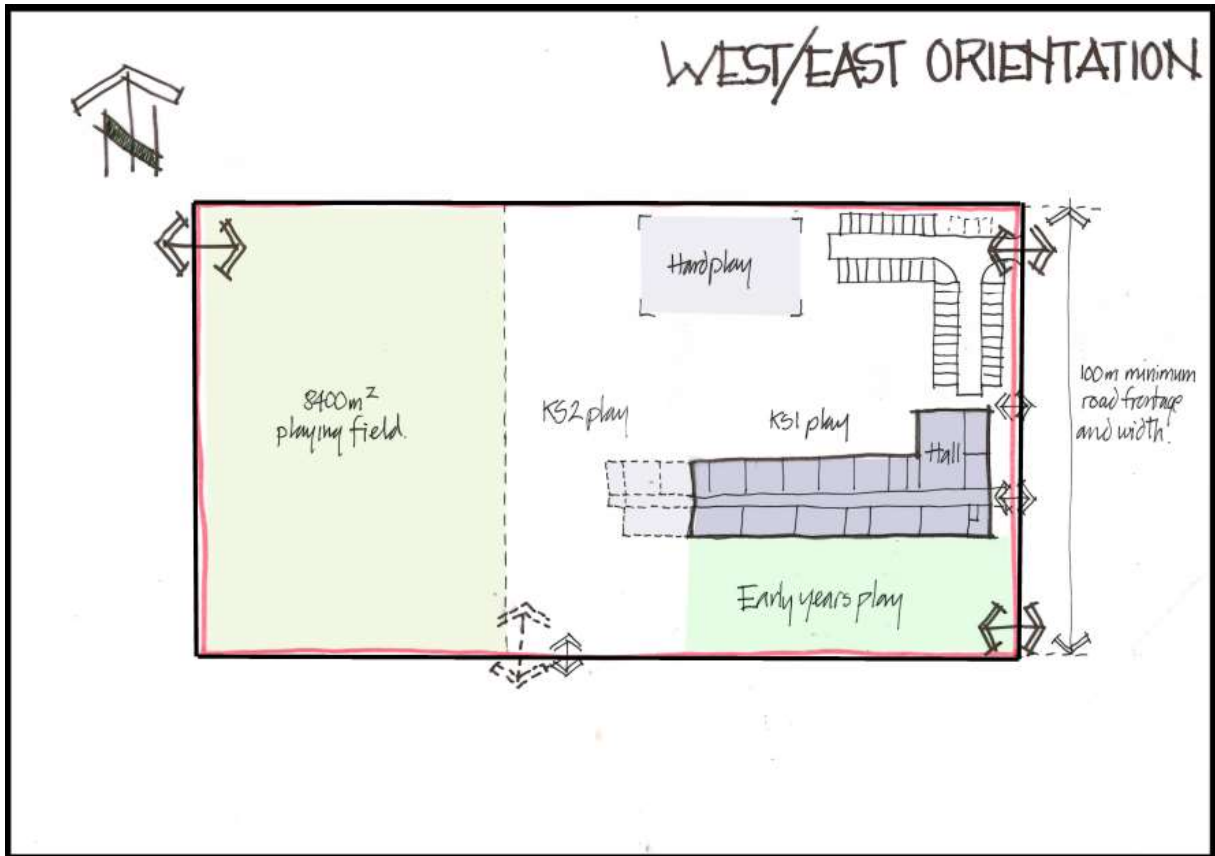 WEST/EAST ORIENTATION
N
Hardplay
8400m²
playing field.
KS2 play
KS1 play
Hall
100m minimum
road frontage
and width.
Early years play